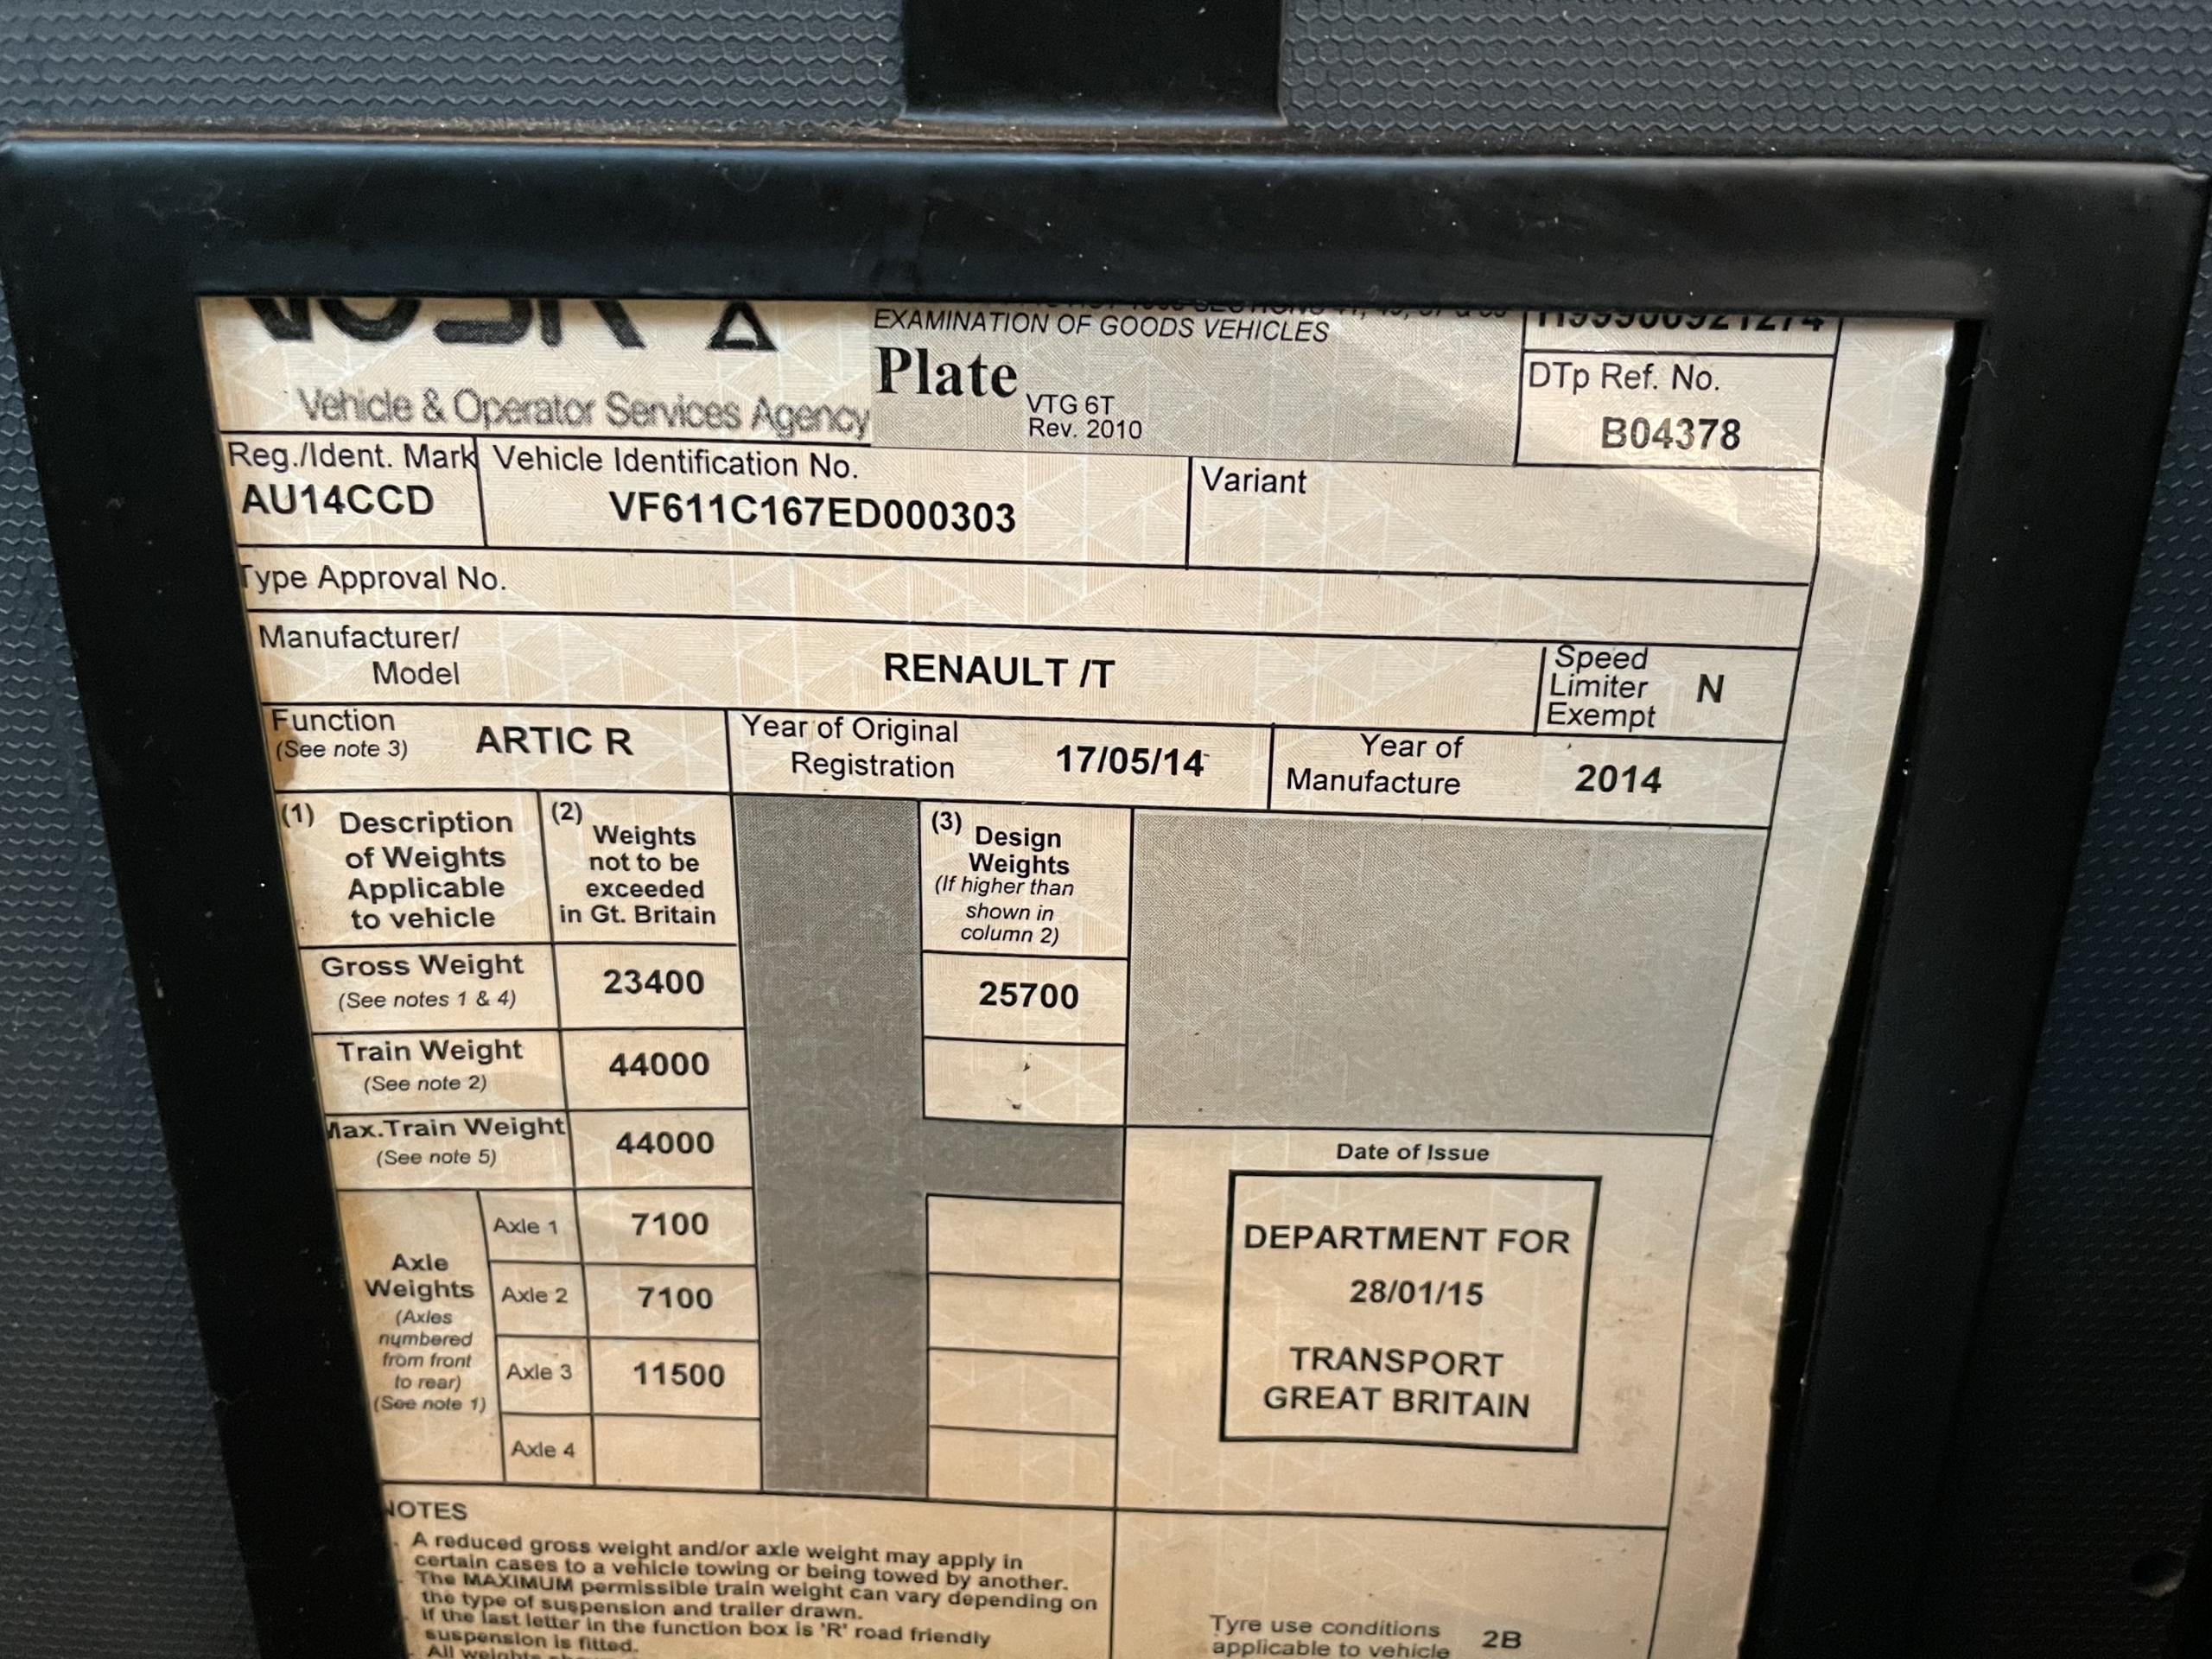 EXAMINATION OF GOODS VEHICLES
Plate VTG 6T
Rev. 2010
DTp Ref. No.
B04378
Vehicle & Operator Services Agency
Reg./Ident. Mark
AU14CCD
Vehicle Identification No.
VF611C167ED000303
Variant
Type Approval No.
Manufacturer/
Model
RENAULT /T
Speed
Limiter
Exempt
N
Function
(See note 3)
ARTIC R
Year of Original
Registration
17/05/14
Year of
Manufacture
2014
(1) Description
of Weights
Applicable
to vehicle
(2) Weights
not to be
exceeded
in Gt. Britain
(3) Design
Weights
(If higher than
shown in
column 2)
Gross Weight
(See notes 1 & 4)
23400
25700
Train Weight
(See note 2)
44000
Max.Train Weight
(See note 5)
44000
Axle
Weights
(Axles
numbered
from front
to rear)
(See note 1)
Axle 1 7100
Axle 2 7100
Axle 3 11500
Axle 4
Date of Issue
DEPARTMENT FOR
28/01/15
TRANSPORT
GREAT BRITAIN
NOTES
A reduced gross weight and/or axle weight may apply in
certain cases to a vehicle towing or being towed by another.
The MAXIMUM permissible train weight can vary depending on
the type of suspension and trailer drawn.
If the last letter in the function box is 'R' road friendly
suspension is fitted.
All weights
Tyre use conditions
applicable to vehicle
2B